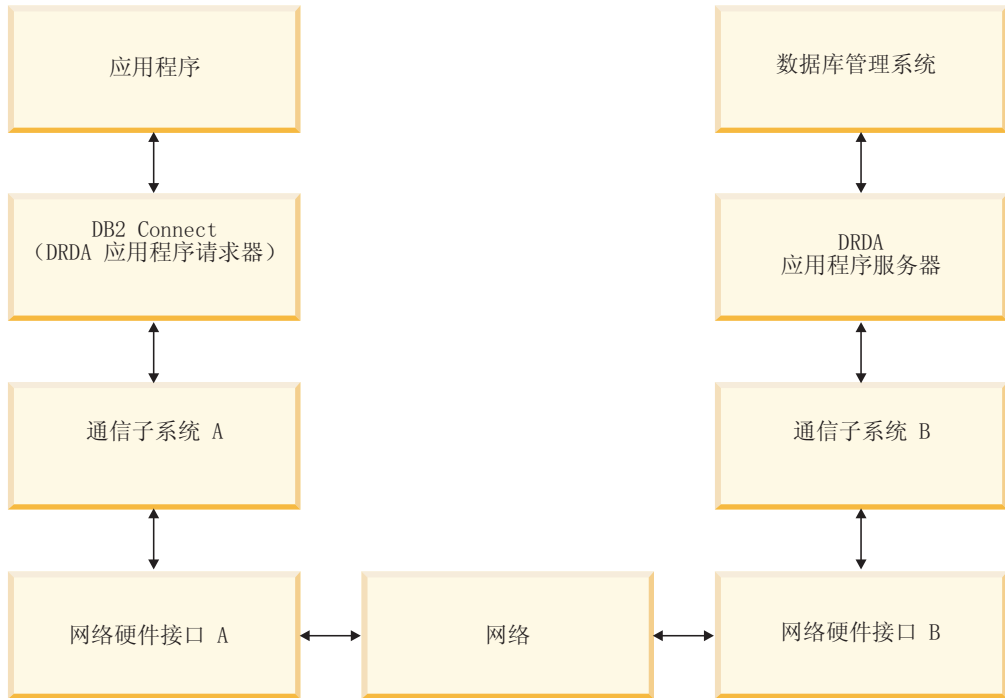 应用程序
数据库管理系统
DB2 Connect
（DRDA 应用程序请求器）
DRDA
应用程序服务器
通信子系统 A
通信子系统 B
网络硬件接口 A
网络
网络硬件接口 B